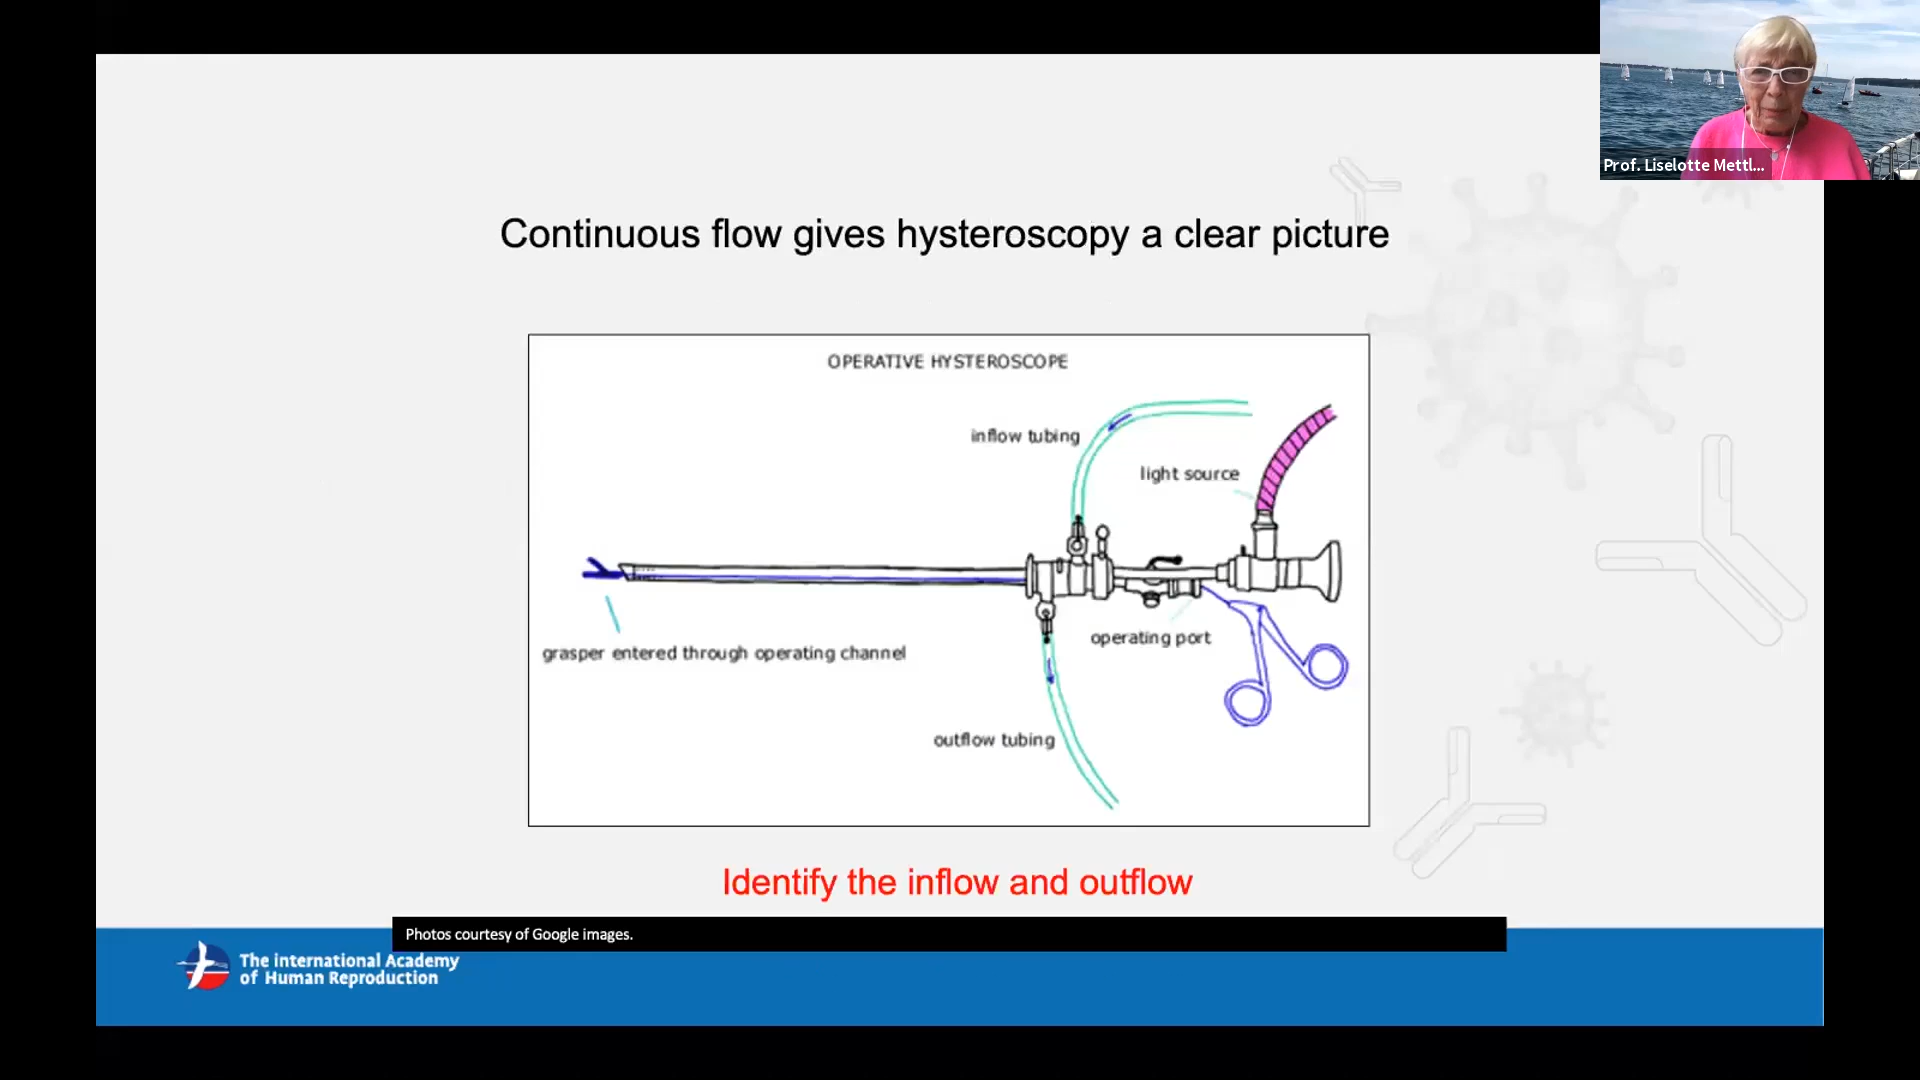 Prof. Liselotte Mettl...
Continuous flow gives hysteroscopy a clear picture
OPERATIVE HYSTEROSCOPE
inflow tubing
light source
operating port
grasper entered through operating channel
outflow tubing
Identify the inflow and outflow
Photos courtesy of Google images.
The international Academy
of Human Reproduction